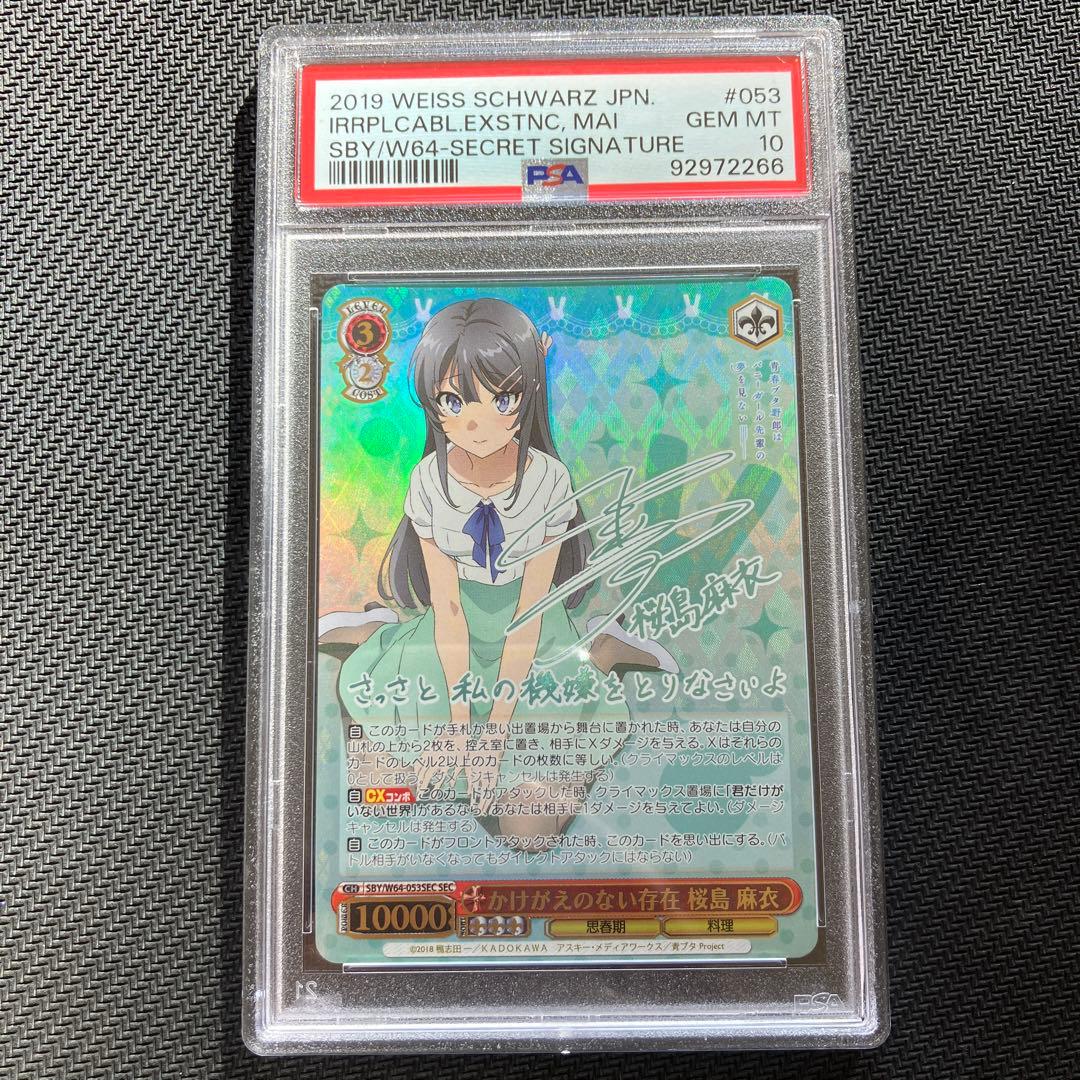 2019 WEISS SCHWARZ JPN. #053
IRRPLCABL.EXSTNC, MAI GEM MT
SBY/W64-SECRET SIGNATURE 10
PSA 92972266
LEVEL
3
2
COST
青春ブタ野郎は
バニーガール先輩の
夢を見ない
桜島麻衣
さっさと 私の機嫌をとりなさいよ
自 このカードが手札か思い出置場から舞台に置かれた時、あなたは自分の
山札の上から2枚を、控え室に置き、相手にXダメージを与える。Xはそれらの
カードのレベル2以上のカードの枚数に等しい。(クライマックスのレベルは
0として扱う。ダメージキャンセルは発生する)
自 CXコンボ このカードがアタックした時、クライマックス置場に「君だけが
いない世界」があるなら、あなたは相手に1ダメージを与えてよい。(ダメージ
キャンセルは発生する)
自 このカードがフロントアタックされた時、このカードを思い出にする。(バ
トル相手がいなくなってもダイレクトアタックにはならない)
CH SBY/W64-053SEC SEC
かけがえのない存在 桜島 麻衣
POWER 10000 思春期 料理
©2018 鴨志田 一/KADOKAWA アスキー・メディアワークス/青ブタ Project
21 PSA